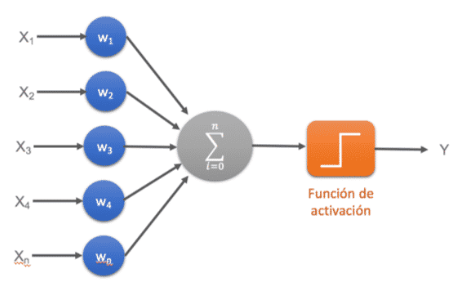 X1 w1
X2 w2
X3 w3
X4 w4
Xn wn
n
∑
i=0
Función de
activación
Y